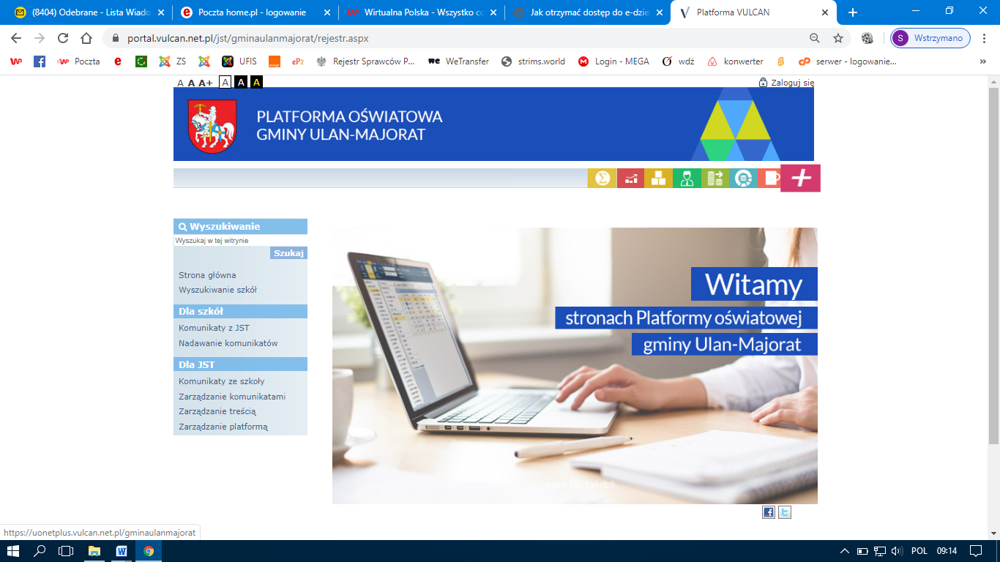 (8404) Odebrane - Lista Wiado
Poczta home.pl - logowanie
Wirtualna Polska - Wszystko co
Jak otrzymać dostęp do e-dzie
Platforma VULCAN
portal.vulcan.net.pl/jst/gminaulanmajorat/rejestr.aspx
S Wstrzymano
Poczta
ZS
UFIS
Rejestr Sprawców P...
WeTransfer
strims.world
Login - MEGA
wdż
konwerter
serwer - logowanie...
A A A+ A A A
Zaloguj się
PLATFORMA OŚWIATOWA
GMINY ULAN-MAJORAT
Wyszukiwanie
Wyszukaj w tej witrynie
Szukaj
Strona główna
Wyszukiwanie szkół
Dla szkół
Komunikaty z JST
Nadawanie komunikatów
Dla JST
Komunikaty ze szkoły
Zarządzanie komunikatami
Zarządzanie treścią
Zarządzanie platformą
Witamy
stronach Platformy oświatowej
gminy Ulan-Majorat
https://uonetplus.vulcan.net.pl/gminaulanmajorat
POL
09:14